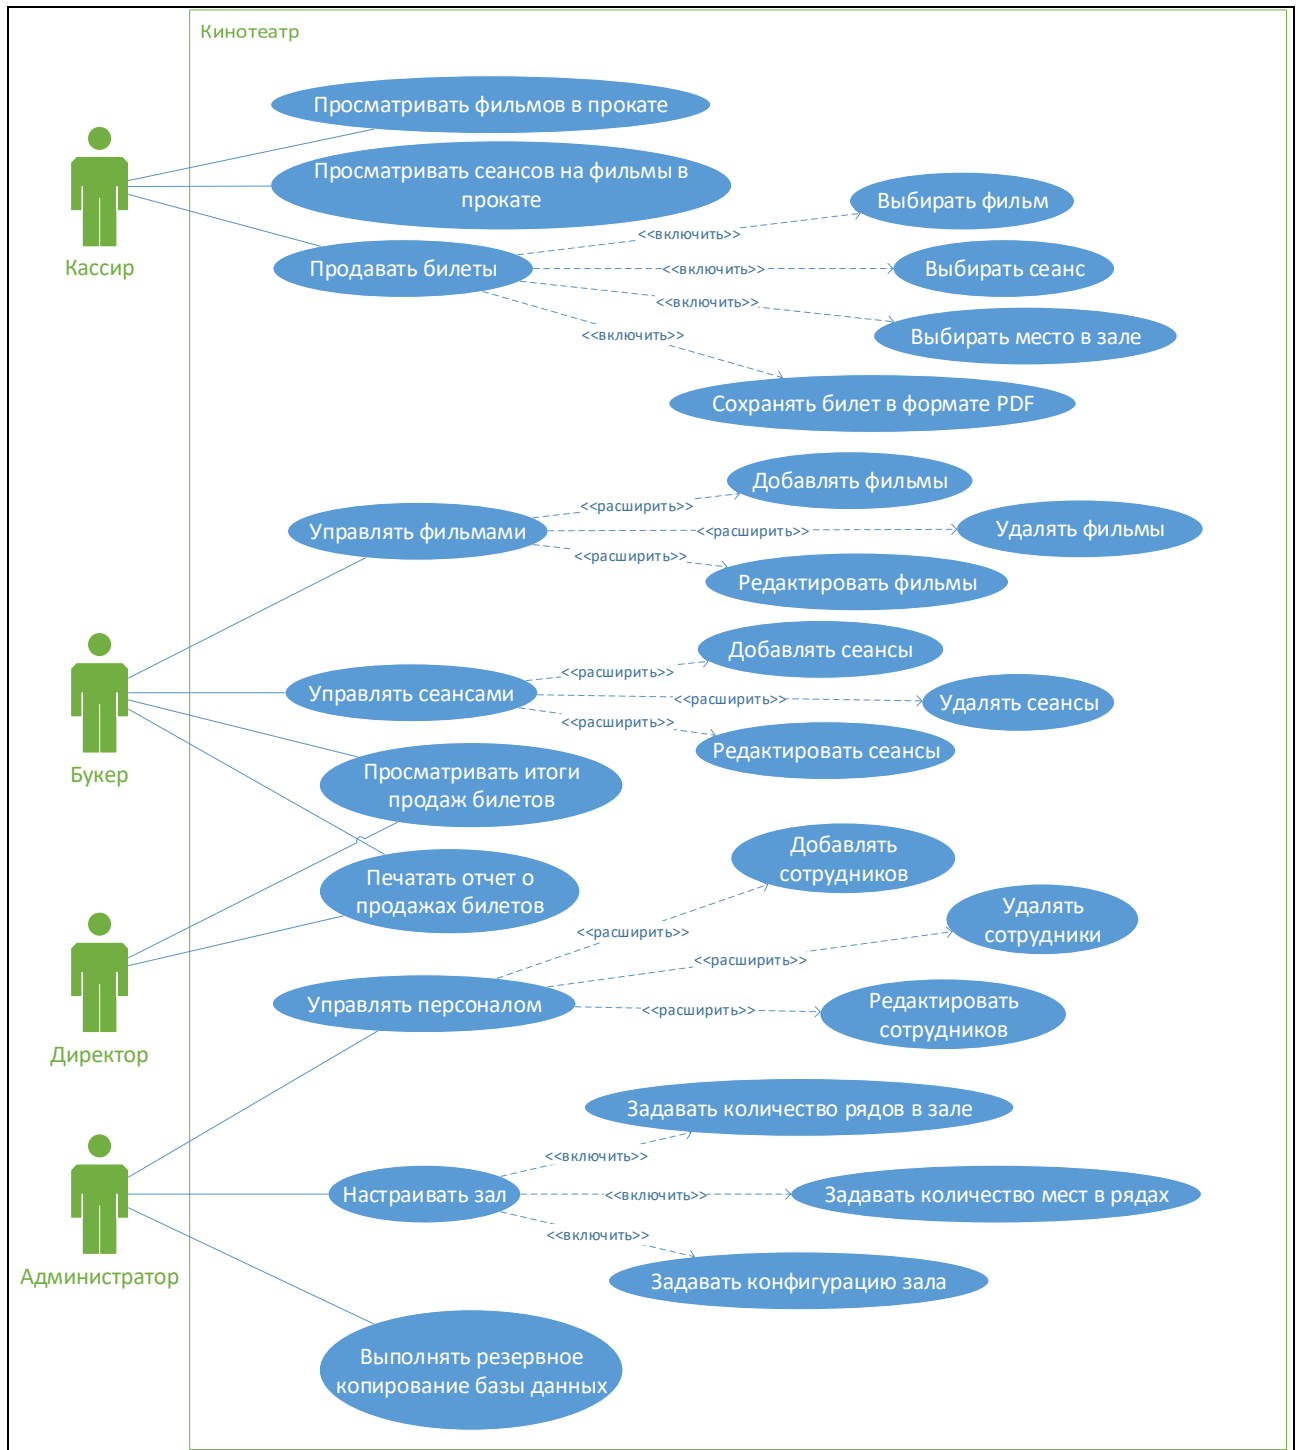 Кинотеатр
Просматривать фильмов в прокате
Просматривать сеансов на фильмы в
прокате
Выбирать фильм
<<включить>>
Кассир
Продавать билеты
<<включить>>
Выбирать сеанс
<<включить>>
<<включить>>
Выбирать место в зале
Сохранять билет в формате PDF
Добавлять фильмы
<<расширить>>
Управлять фильмами
<<расширить>>
Удалять фильмы
<<расширить>>
Редактировать фильмы
Добавлять сеансы
<<расширить>>
Управлять сеансами
<<расширить>>
Удалять сеансы
<<расширить>>
Редактировать сеансы
Букер
Просматривать итоги
продаж билетов
Добавлять
сотрудников
Печатать отчет о
продажах билетов
Удалять
сотрудники
<<расширить>>
<<расширить>>
Управлять персоналом
<<расширить>>
Редактировать
сотрудников
Директор
Задавать количество рядов в зале
<<включить>>
Настраивать зал
<<включить>>
Задавать количество мест в рядах
<<включить>>
Администратор
Задавать конфигурацию зала
Выполнять резервное
копирование базы данных